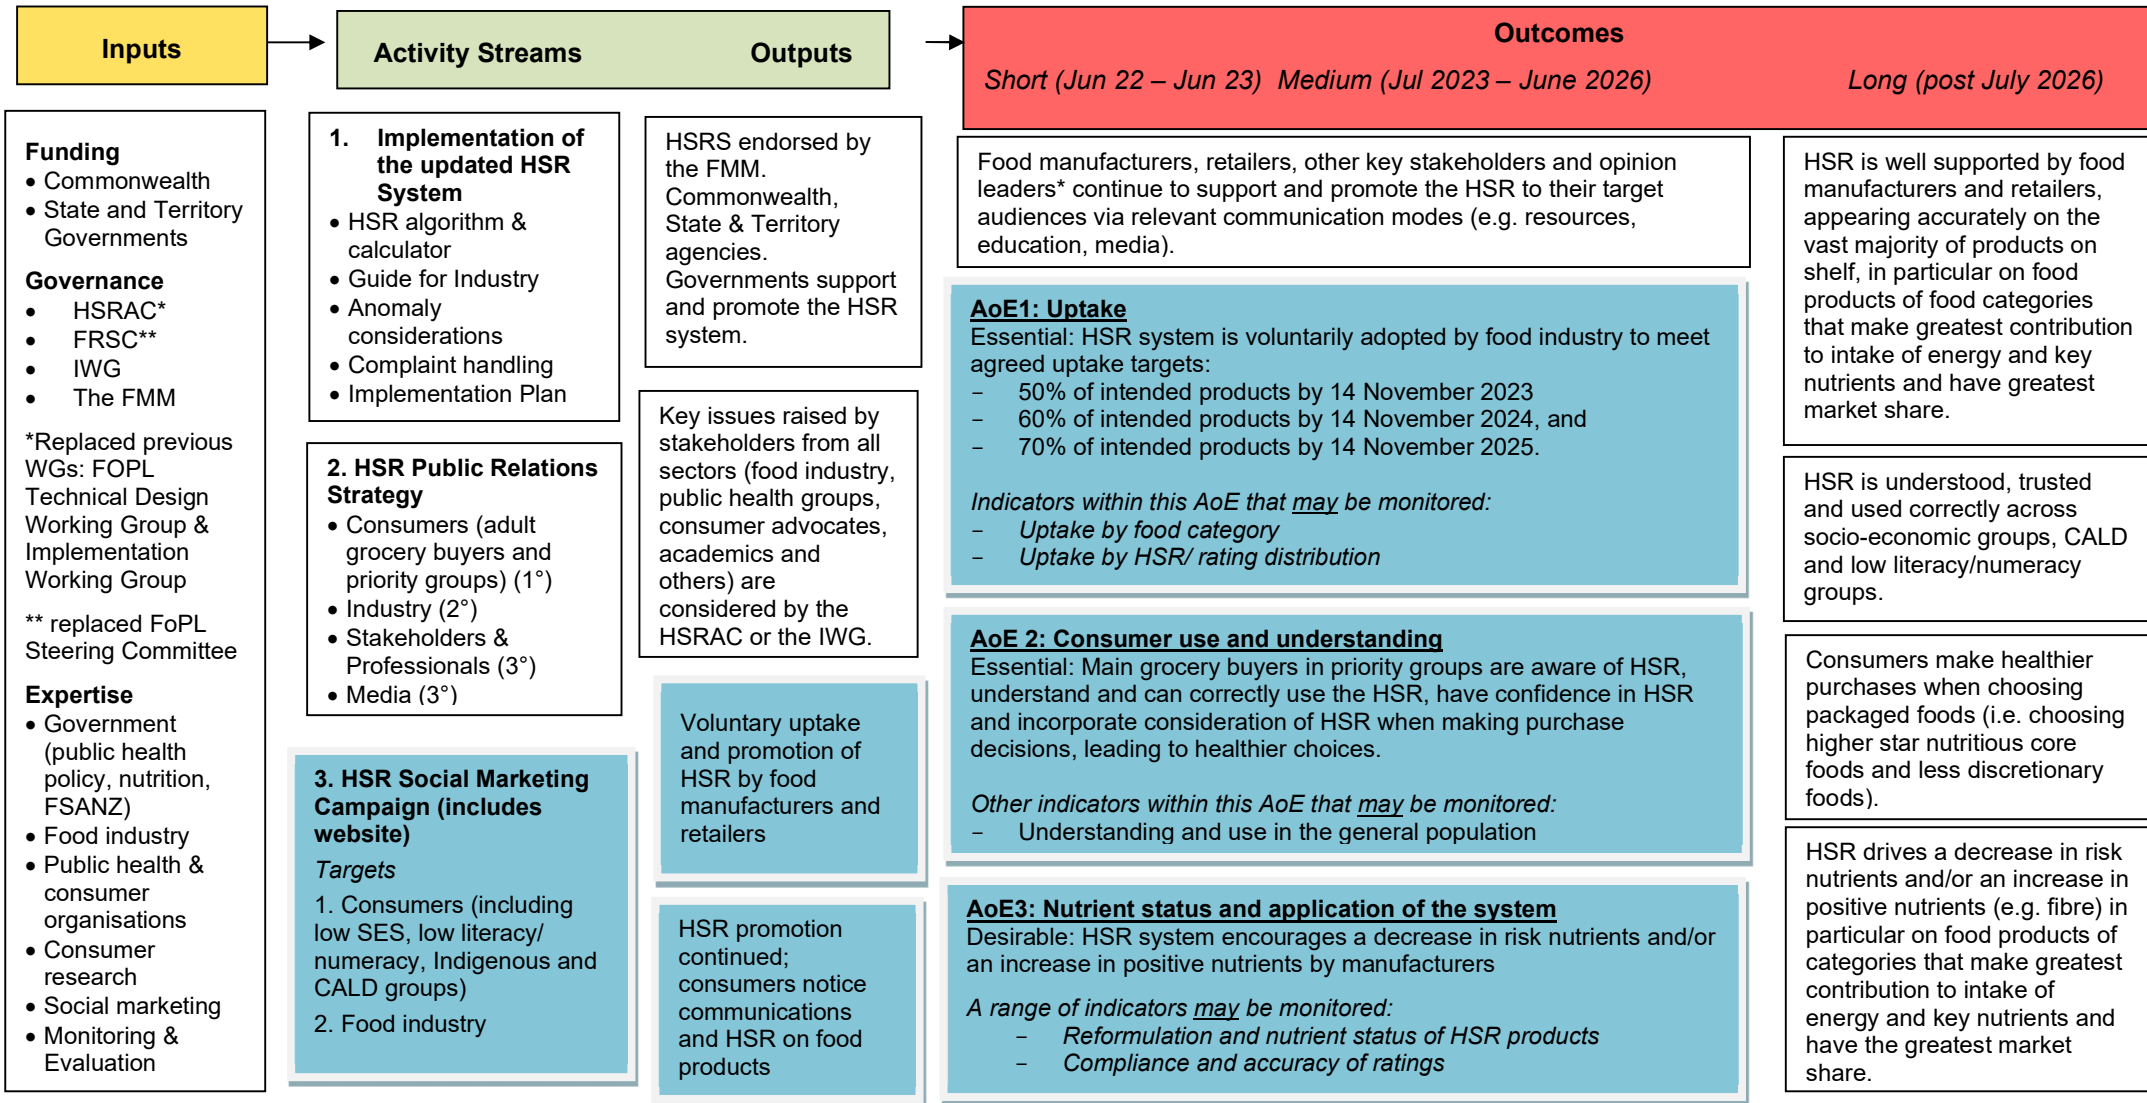 Inputs
Activity Streams
Outputs
Outcomes
Short (Jun 22 – Jun 23)  Medium (Jul 2023 – June 2026)
Long (post July 2026)
Funding
• Commonwealth
• State and Territory
Governments
Governance
• HSRAC*
• FRSC**
• IWG
• The FMM
*Replaced previous
WGs: FOPL
Technical Design
Working Group &
Implementation
Working Group
** replaced FoPL
Steering Committee
Expertise
• Government
(public health
policy, nutrition,
FSANZ)
• Food industry
• Public health &
consumer
organisations
• Consumer
research
• Social marketing
• Monitoring &
Evaluation
1. Implementation of
the updated HSR
System
• HSR algorithm &
calculator
• Guide for Industry
• Anomaly
considerations
• Complaint handling
• Implementation Plan
2. HSR Public Relations
Strategy
• Consumers (adult
grocery buyers and
priority groups) (1°)
• Industry (2°)
• Stakeholders &
Professionals (3°)
• Media (3°)
3. HSR Social Marketing
Campaign (includes
website)
Targets
1. Consumers (including
low SES, low literacy/
numeracy, Indigenous and
CALD groups)
2. Food industry
HSRS endorsed by
the FMM.
Commonwealth,
State & Territory
agencies.
Governments support
and promote the HSR
system.
Key issues raised by
stakeholders from all
sectors (food industry,
public health groups,
consumer advocates,
academics and
others) are
considered by the
HSRAC or the IWG.
Voluntary uptake
and promotion of
HSR by food
manufacturers and
retailers
HSR promotion
continued;
consumers notice
communications
and HSR on food
products
Food manufacturers, retailers, other key stakeholders and opinion
leaders* continue to support and promote the HSR to their target
audiences via relevant communication modes (e.g. resources,
education, media).
AoE1: Uptake
Essential: HSR system is voluntarily adopted by food industry to meet
agreed uptake targets:
– 50% of intended products by 14 November 2023
– 60% of intended products by 14 November 2024, and
– 70% of intended products by 14 November 2025.
Indicators within this AoE that may be monitored:
– Uptake by food category
– Uptake by HSR/ rating distribution
AoE 2: Consumer use and understanding
Essential: Main grocery buyers in priority groups are aware of HSR,
understand and can correctly use the HSR, have confidence in HSR
and incorporate consideration of HSR when making purchase
decisions, leading to healthier choices.
Other indicators within this AoE that may be monitored:
– Understanding and use in the general population
AoE3: Nutrient status and application of the system
Desirable: HSR system encourages a decrease in risk nutrients and/or
an increase in positive nutrients by manufacturers
A range of indicators may be monitored:
– Reformulation and nutrient status of HSR products
– Compliance and accuracy of ratings
HSR is well supported by food
manufacturers and retailers,
appearing accurately on the
vast majority of products on
shelf, in particular on food
products of food categories
that make greatest contribution
to intake of energy and key
nutrients and have greatest
market share.
HSR is understood, trusted
and used correctly across
socio-economic groups, CALD
and low literacy/numeracy
groups.
Consumers make healthier
purchases when choosing
packaged foods (i.e. choosing
higher star nutritious core
foods and less discretionary
foods).
HSR drives a decrease in risk
nutrients and/or an increase in
positive nutrients (e.g. fibre) in
particular on food products of
categories that make greatest
contribution to intake of
energy and key nutrients and
have the greatest market
share.